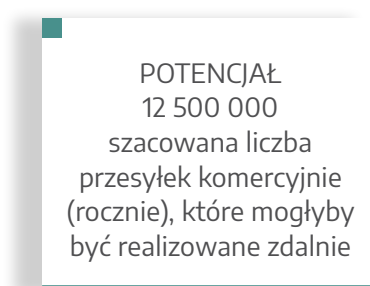 POTENCJAŁ
12 500 000
szacowana liczba
przesyłek komercyjnie
(rocznie), które mogłyby
być realizowane zdalnie